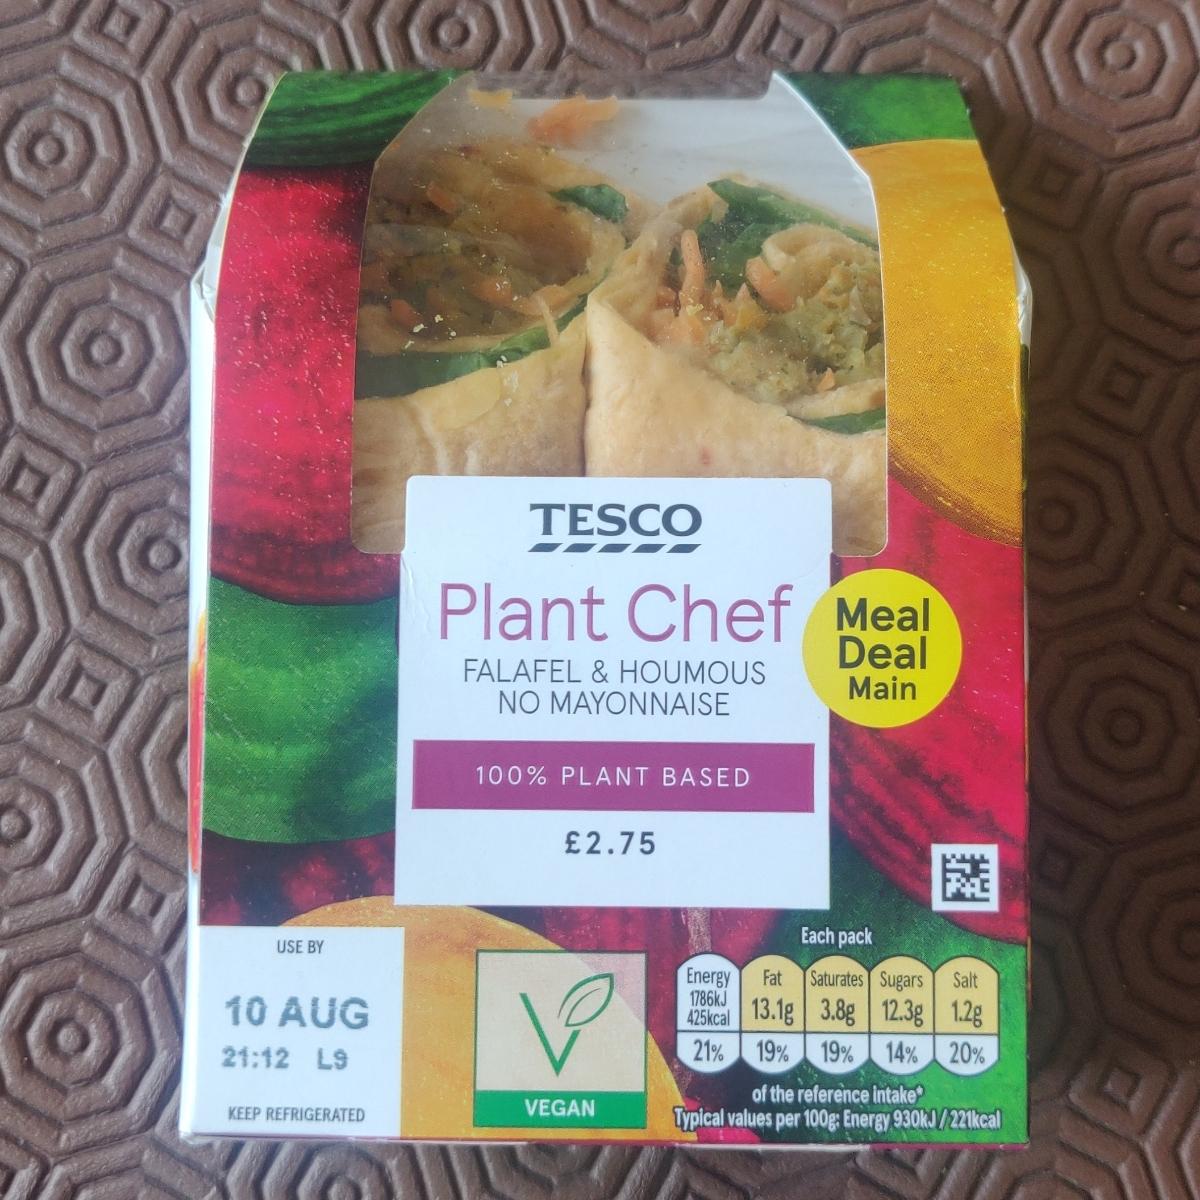 TESCO
Plant Chef
FALAFEL & HOUMOUS
NO MAYONNAISE
100% PLANT BASED
£2.75
Meal
Deal
Main
USE BY
10 AUG
21:12 L9
KEEP REFRIGERATED
VEGAN
Each pack
Energy
1786kJ
425kcal
21%
Fat
13.1g
19%
Saturates
3.8g
19%
Sugars
12.3g
14%
Salt
1.2g
20%
of the reference intake*
Typical values per 100g: Energy 930kJ / 221kcal